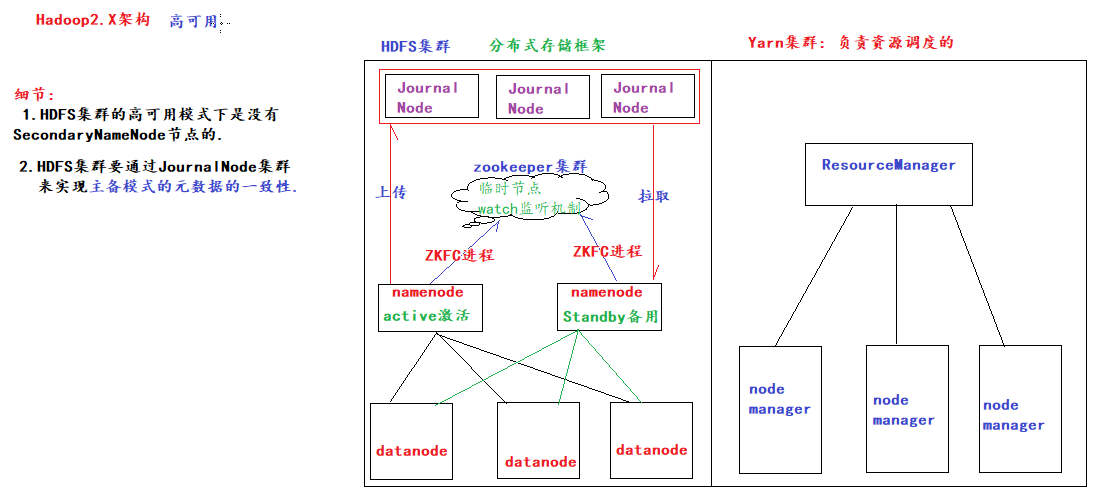 Hadoop2.X架构 高可用
细节:
1.HDFS集群的高可用模式下是没有
SecondaryNameNode节点的.
2.HDFS集群要通过JournalNode集群
来实现主备模式的元数据的一致性.
HDFS集群 分布式存储框架
Journal
Node
Journal
Node
Journal
Node
zookeeper集群
临时节点
watch监听机制
上传
拉取
ZKFC进程
ZKFC进程
namenode
active激活
namenode
Standby备用
datanode
datanode
datanode
Yarn集群: 负责资源调度的
ResourceManager
node
manager
node
manager
node
manager